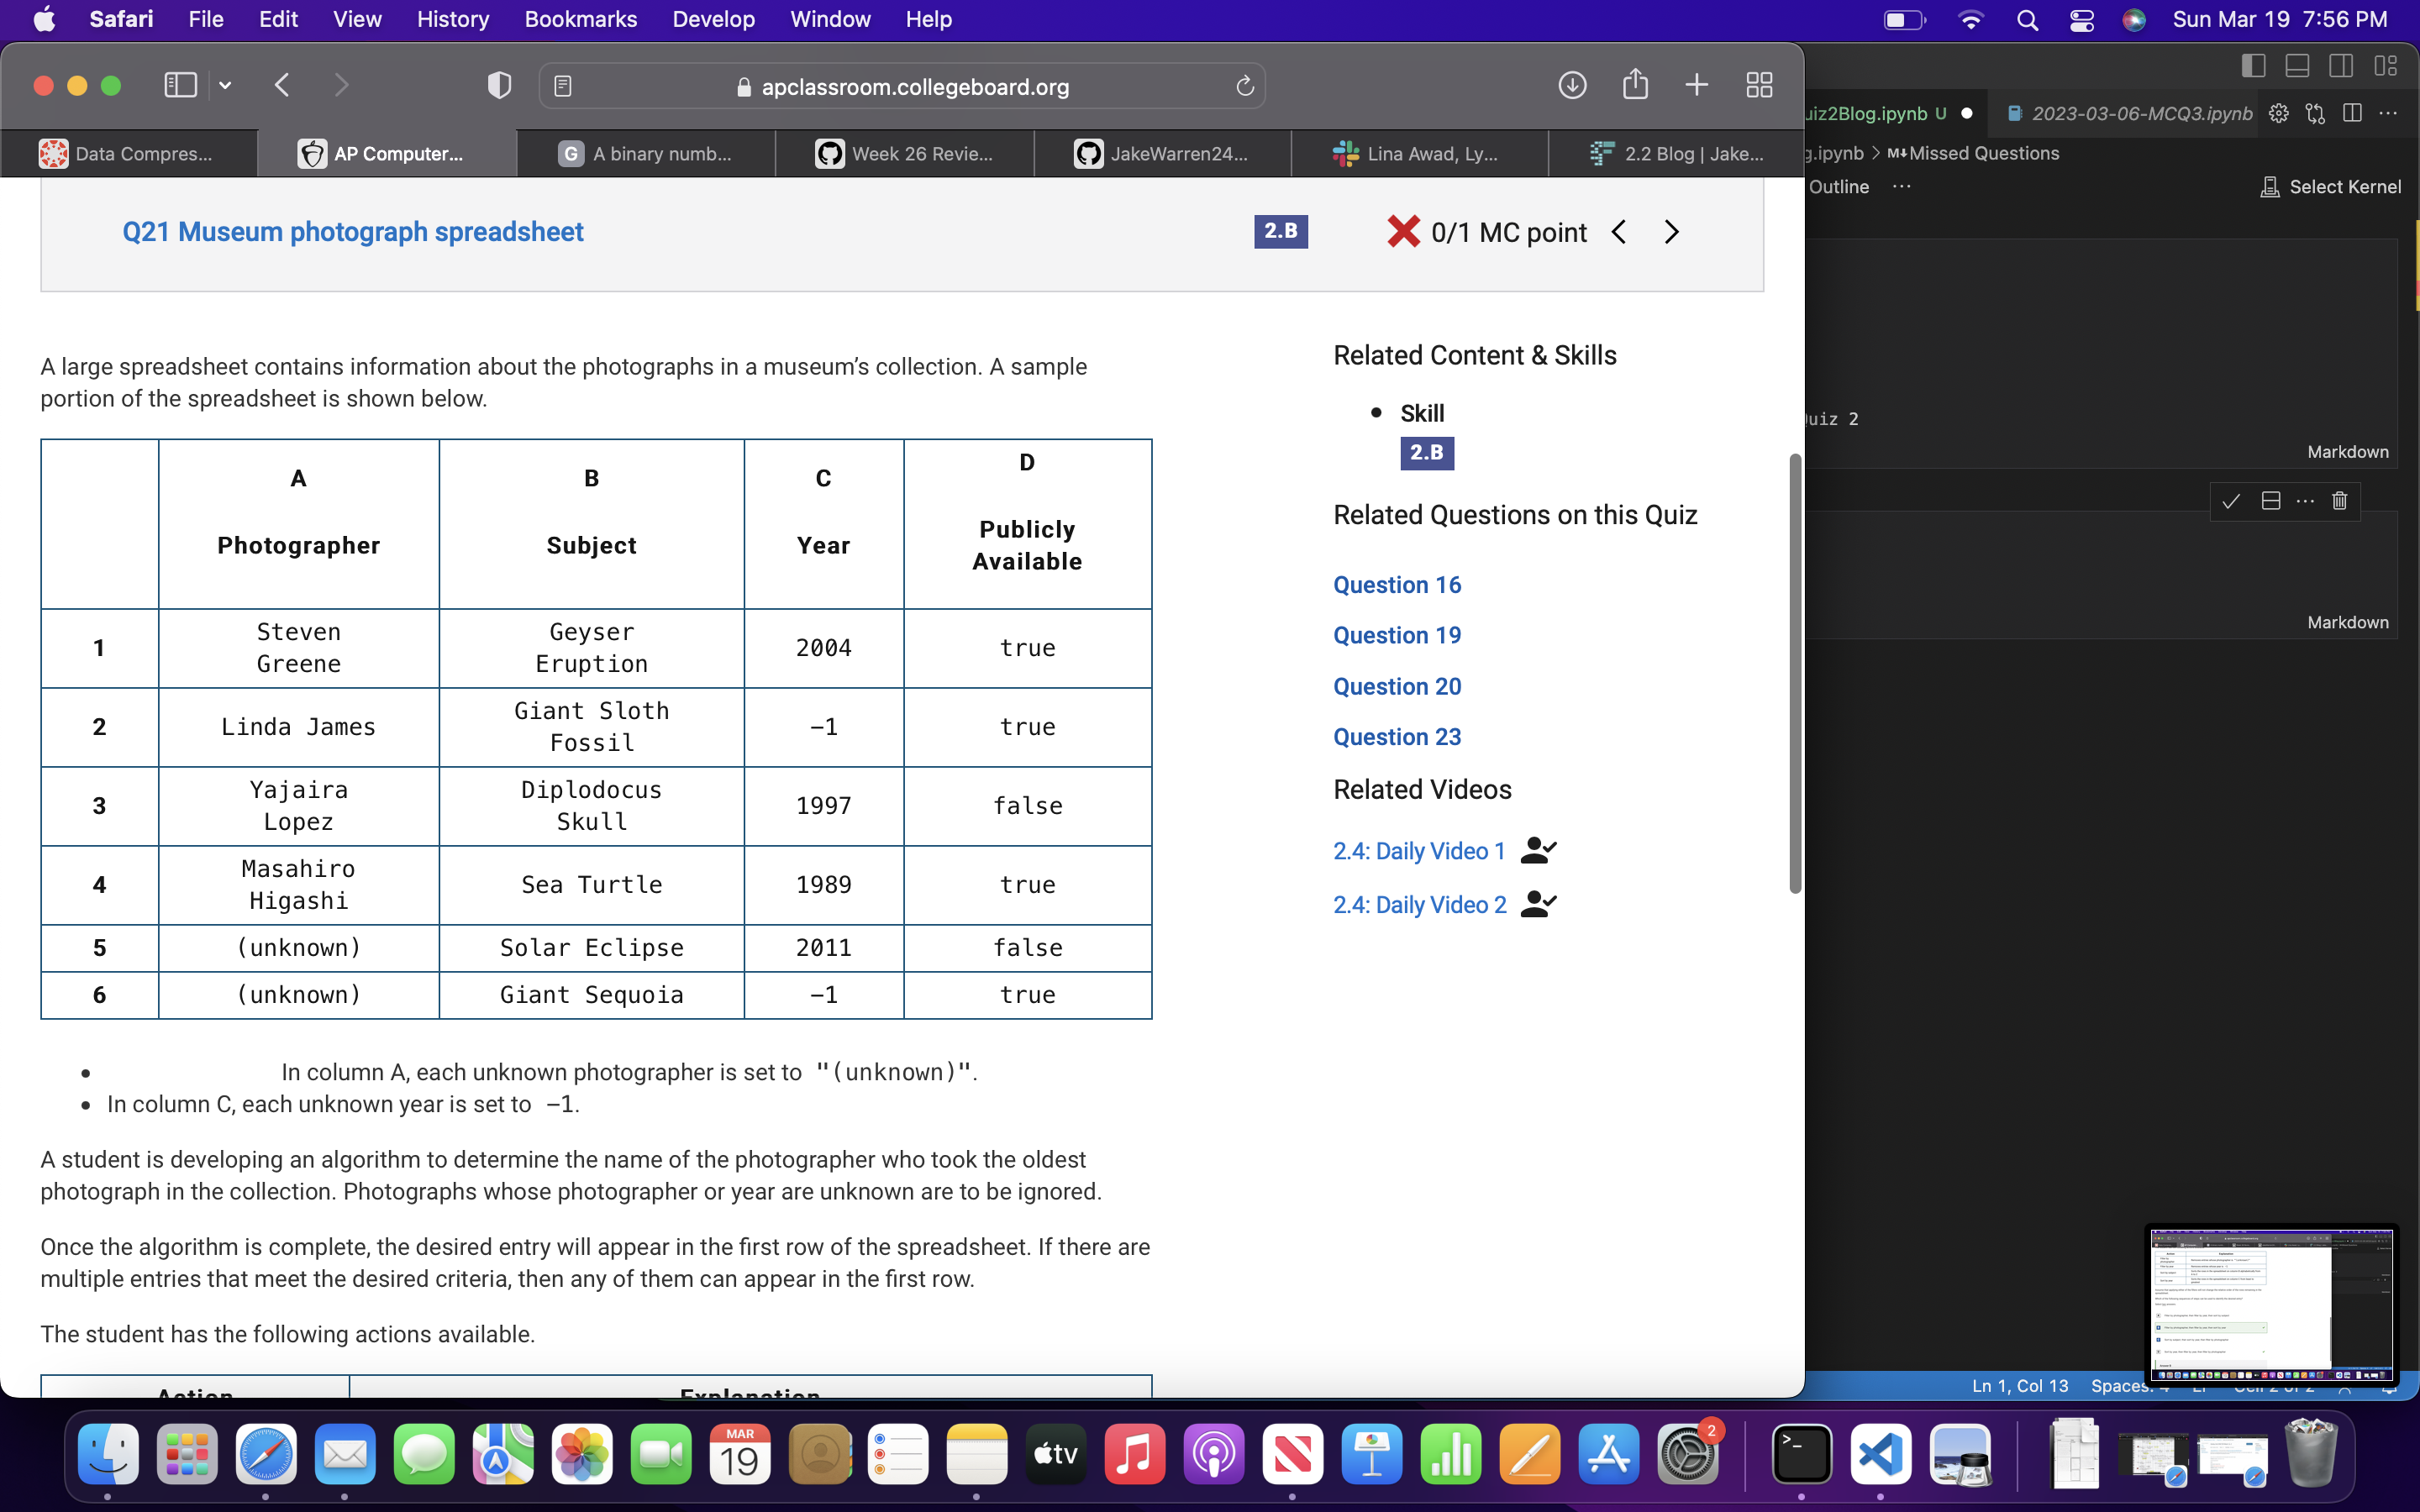 Safari File Edit View History Bookmarks Develop Window Help
Sun Mar 19 7:56 PM
apclassroom.collegeboard.org
Data Compres...
AP Computer...
G A binary numb...
Week 26 Revie...
JakeWarren24...
Lina Awad, Ly...
2.2 Blog | Jake...
Q21 Museum photograph spreadsheet
2.B
0/1 MC point
A large spreadsheet contains information about the photographs in a museum’s collection. A sample
portion of the spreadsheet is shown below.
A
Photographer
B
Subject
C
Year
D
Publicly
Available
1
Steven
Greene
Geyser
Eruption
2004
true
2
Linda James
Giant Sloth
Fossil
−1
true
3
Yajaira
Lopez
Diplodocus
Skull
1997
false
4
Masahiro
Higashi
Sea Turtle
1989
true
5
(unknown)
Solar Eclipse
2011
false
6
(unknown)
Giant Sequoia
−1
true
• In column A, each unknown photographer is set to "(unknown)".
• In column C, each unknown year is set to −1.
A student is developing an algorithm to determine the name of the photographer who took the oldest
photograph in the collection. Photographs whose photographer or year are unknown are to be ignored.
Once the algorithm is complete, the desired entry will appear in the first row of the spreadsheet. If there are
multiple entries that meet the desired criteria, then any of them can appear in the first row.
The student has the following actions available.
Action
Explanation
Related Content & Skills
• Skill
2.B
Related Questions on this Quiz
Question 16
Question 19
Question 20
Question 23
Related Videos
2.4: Daily Video 1
2.4: Daily Video 2
uiz2Blog.ipynb U
2023-03-06-MCQ3.ipynb
g.ipynb > M↓Missed Questions
Outline ...
Select Kernel
uiz 2
Markdown
Markdown
Ln 1, Col 13 Spaces: 4
MAR
19
tv
2